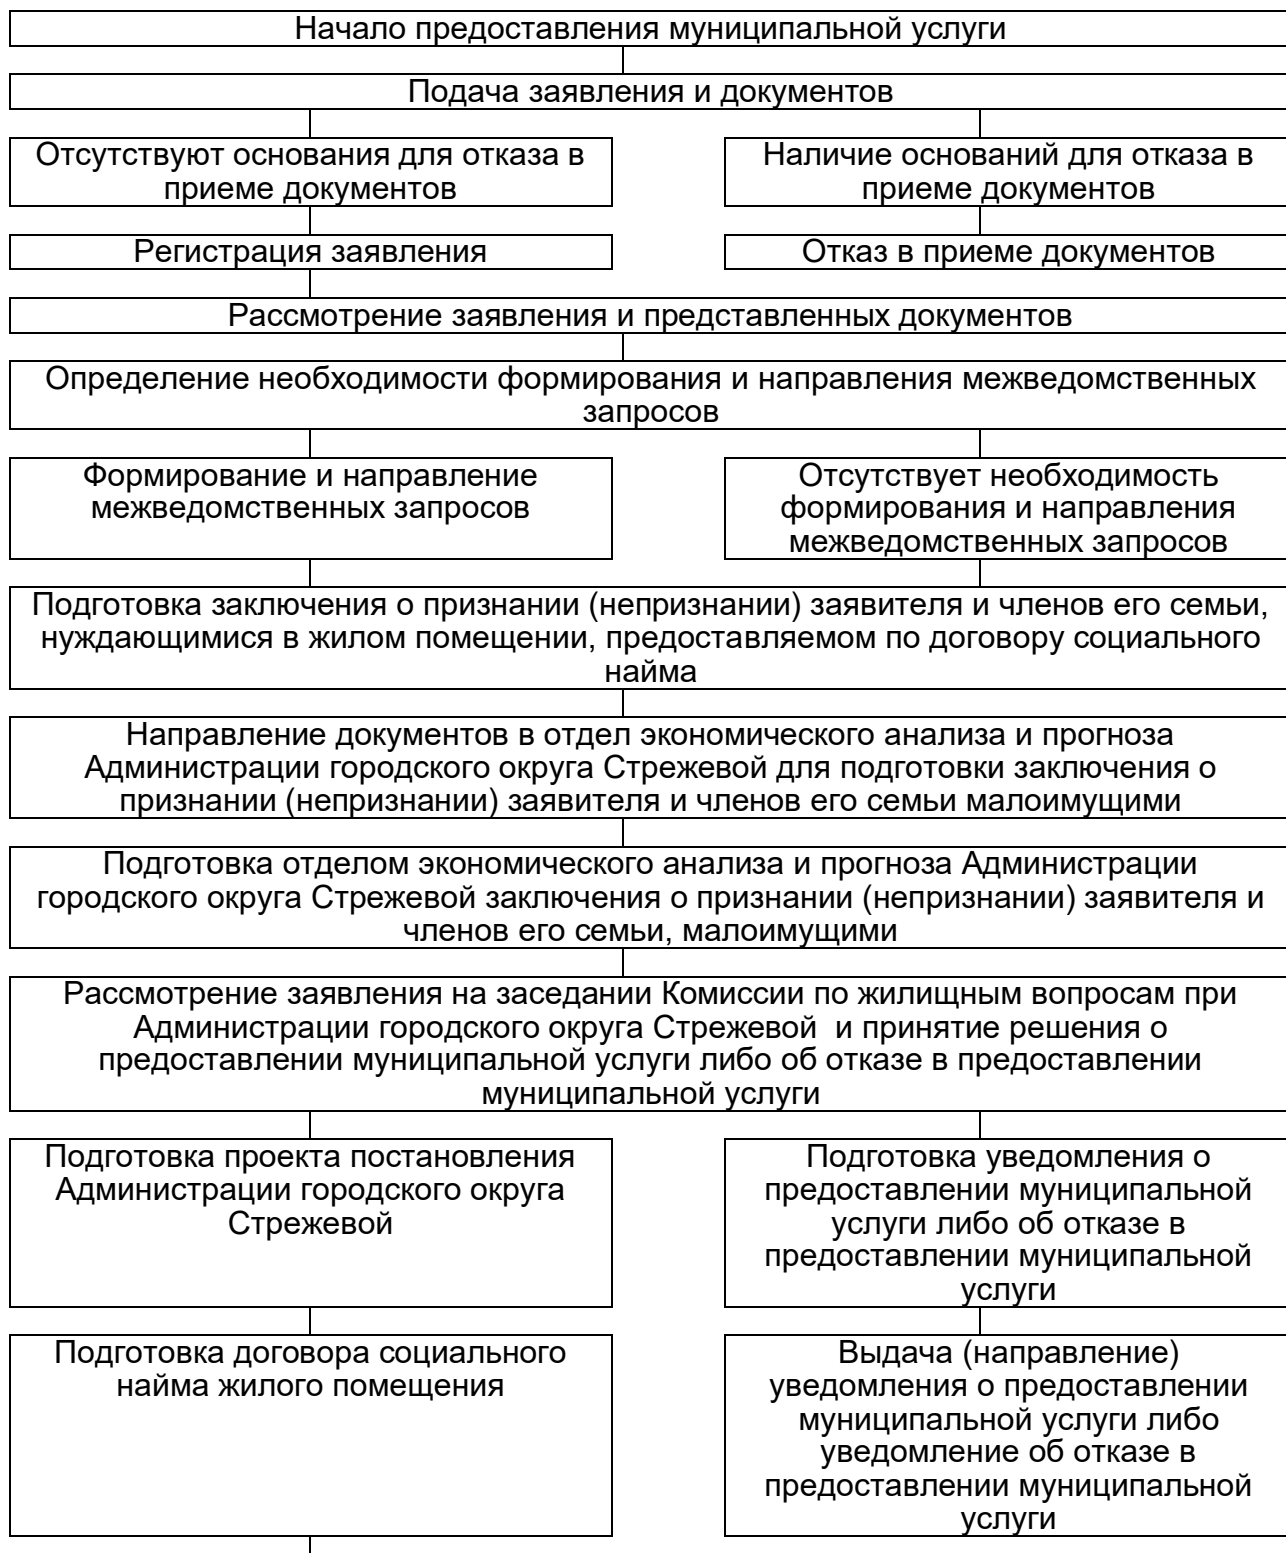 Начало предоставления муниципальной услуги
Подача заявления и документов
Отсутствуют основания для отказа в
приеме документов
Наличие оснований для отказа в
приеме документов
Регистрация заявления
Отказ в приеме документов
Рассмотрение заявления и представленных документов
Определение необходимости формирования и направления межведомственных
запросов
Формирование и направление
межведомственных запросов
Отсутствует необходимость
формирования и направления
межведомственных запросов
Подготовка заключения о признании (непризнании) заявителя и членов его семьи,
нуждающимися в жилом помещении, предоставляемом по договору социального
найма
Направление документов в отдел экономического анализа и прогноза
Администрации городского округа Стрежевой для подготовки заключения о
признании (непризнании) заявителя и членов его семьи малоимущими
Подготовка отделом экономического анализа и прогноза Администрации
городского округа Стрежевой заключения о признании (непризнании) заявителя и
членов его семьи, малоимущими
Рассмотрение заявления на заседании Комиссии по жилищным вопросам при
Администрации городского округа Стрежевой  и принятие решения о
предоставлении муниципальной услуги либо об отказе в предоставлении
муниципальной услуги
Подготовка проекта постановления
Администрации городского округа
Стрежевой
Подготовка уведомления о
предоставлении муниципальной
услуги либо об отказе в
предоставлении муниципальной
услуги
Подготовка договора социального
найма жилого помещения
Выдача (направление)
уведомления о предоставлении
муниципальной услуги либо
уведомление об отказе в
предоставлении муниципальной
услуги